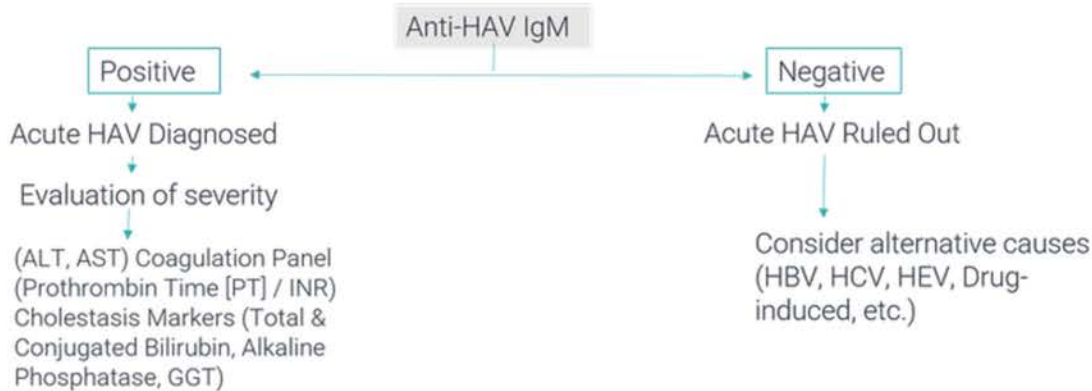 Anti-HAV IgM
Positive
Negative
Acute HAV Diagnosed
Acute HAV Ruled Out
Evaluation of severity
(ALT, AST) Coagulation Panel
(Prothrombin Time [PT] / INR)
Cholestasis Markers (Total &
Conjugated Bilirubin, Alkaline
Phosphatase, GGT)
Consider alternative causes
(HBV, HCV, HEV, Drug-
induced, etc.)